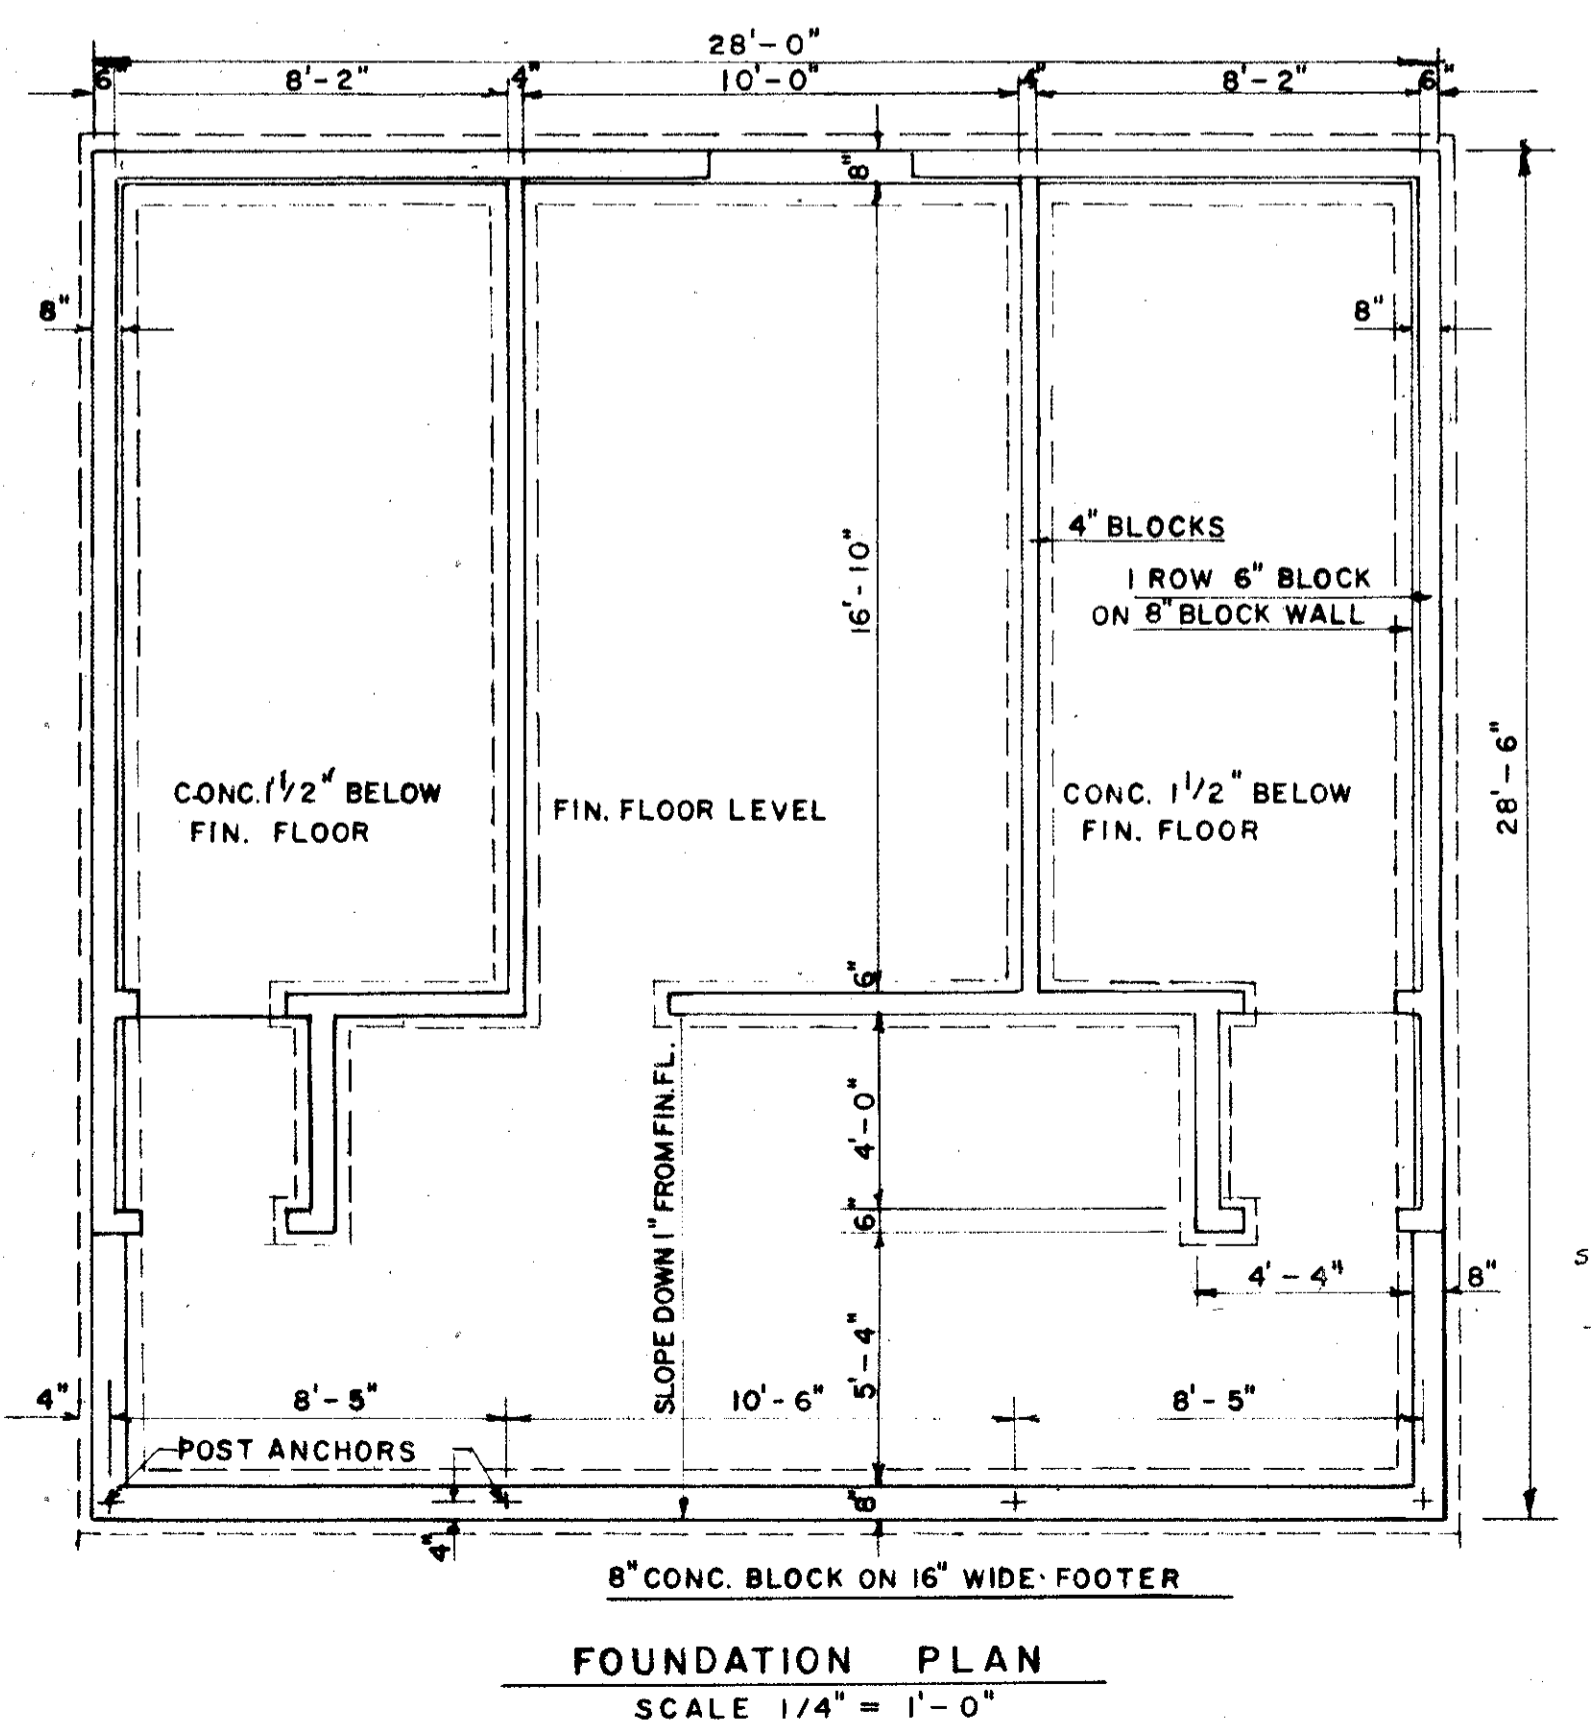 28'-0"
6" 8'-2" 4" 10'-0" 4" 8'-2" 6"
8"
8" 8"
4" BLOCKS
16'-10"
1 ROW 6" BLOCK
ON 8" BLOCK WALL
28'-6"
CONC. 1 1/2" BELOW
FIN. FLOOR
FIN. FLOOR LEVEL
CONC. 1 1/2" BELOW
FIN. FLOOR
6"
SLOPE DOWN 1" FROM FIN. FL.
4'-0"
6"
4'-4" 8"
5'-4"
4" 8'-5" 10'-6" 8'-5"
POST ANCHORS
8"
4"
8" CONC. BLOCK ON 16" WIDE FOOTER
FOUNDATION PLAN
SCALE 1/4" = 1'-0"
S